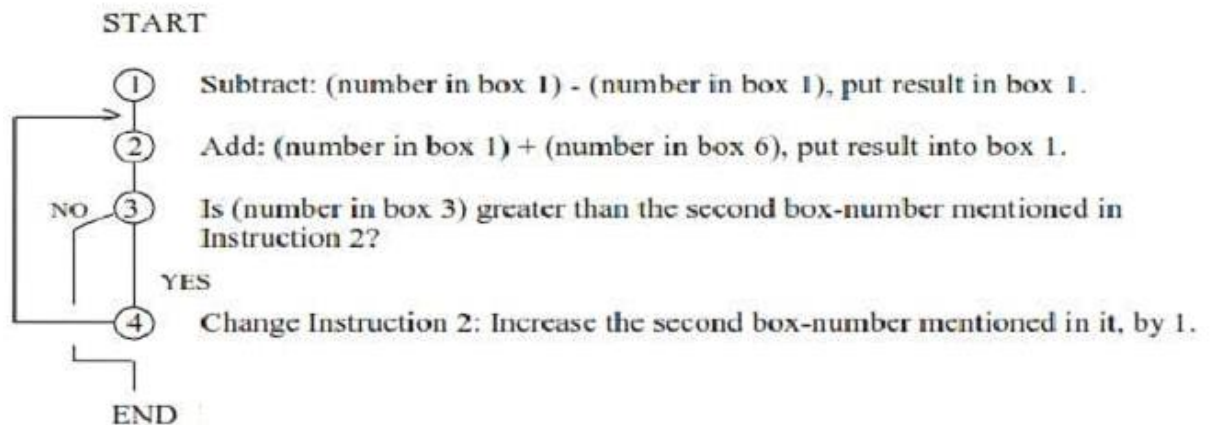 START
1 Subtract: (number in box 1) - (number in box 1), put result in box 1.
2 Add: (number in box 1) + (number in box 6), put result into box 1.
NO 3 Is (number in box 3) greater than the second box-number mentioned in
Instruction 2?
YES
4 Change Instruction 2: Increase the second box-number mentioned in it, by 1.
END